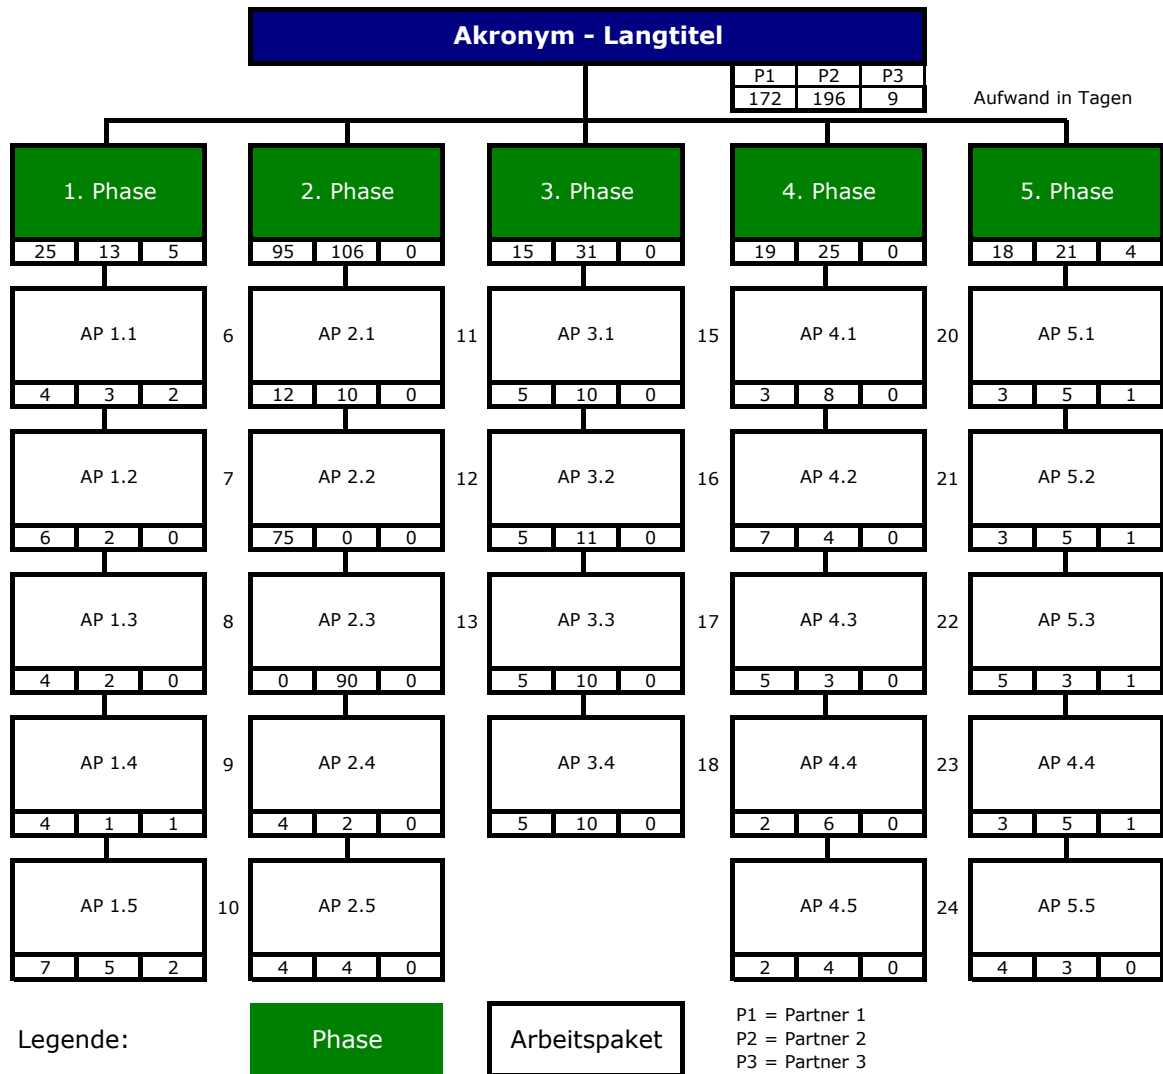 Akronym - Langtitel
P1 P2 P3
172 196 9 Aufwand in Tagen
1. Phase 2. Phase 3. Phase 4. Phase 5. Phase
25 13 5 95 106 0 15 31 0 19 25 0 18 21 4
AP 1.1 6 AP 2.1 11 AP 3.1 15 AP 4.1 20 AP 5.1
4 3 2 12 10 0 5 10 0 3 8 0 3 5 1
AP 1.2 7 AP 2.2 12 AP 3.2 16 AP 4.2 21 AP 5.2
6 2 0 75 0 0 5 11 0 7 4 0 3 5 1
AP 1.3 8 AP 2.3 13 AP 3.3 17 AP 4.3 22 AP 5.3
4 2 0 0 90 0 5 10 0 5 3 0 5 3 1
AP 1.4 9 AP 2.4 AP 3.4 18 AP 4.4 23 AP 4.4
4 1 1 4 2 0 5 10 0 2 6 0 3 5 1
AP 1.5 10 AP 2.5 AP 4.5 24 AP 5.5
7 5 2 4 4 0 2 4 0 4 3 0
Legende: Phase Arbeitspaket
P1 = Partner 1
P2 = Partner 2
P3 = Partner 3